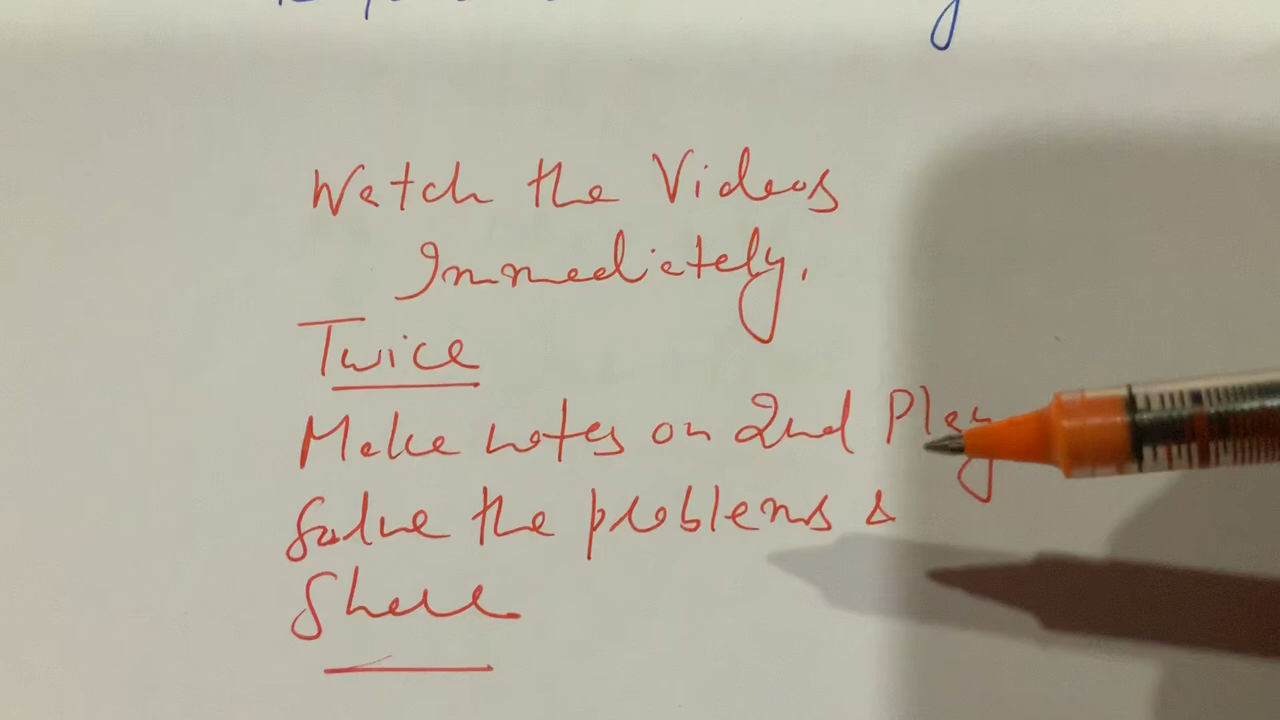 Watch the Videos
Immediately.
Twice
Make notes on 2nd Play
Solve the problems &
Share